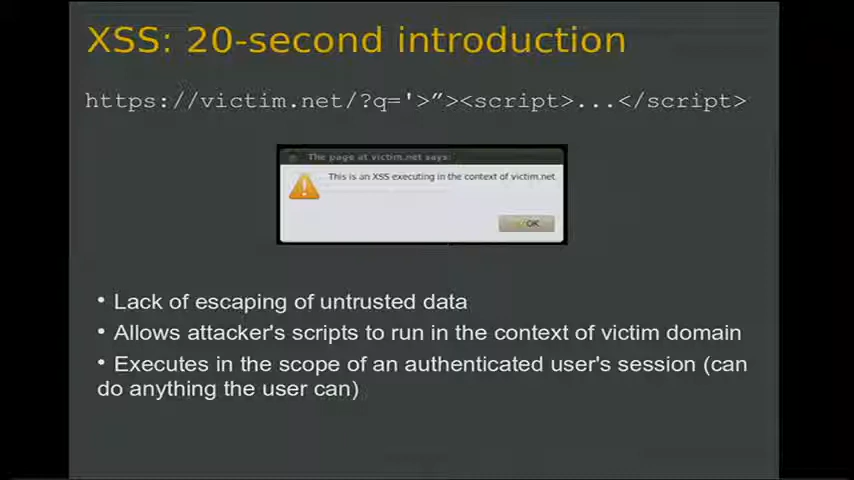 XSS: 20-second introduction
https://victim.net/?q='>”><script>...</script>
The page at victim.net says:
This is an XSS executing in the context of victim.net
OK
• Lack of escaping of untrusted data
• Allows attacker's scripts to run in the context of victim domain
• Executes in the scope of an authenticated user's session (can
do anything the user can)